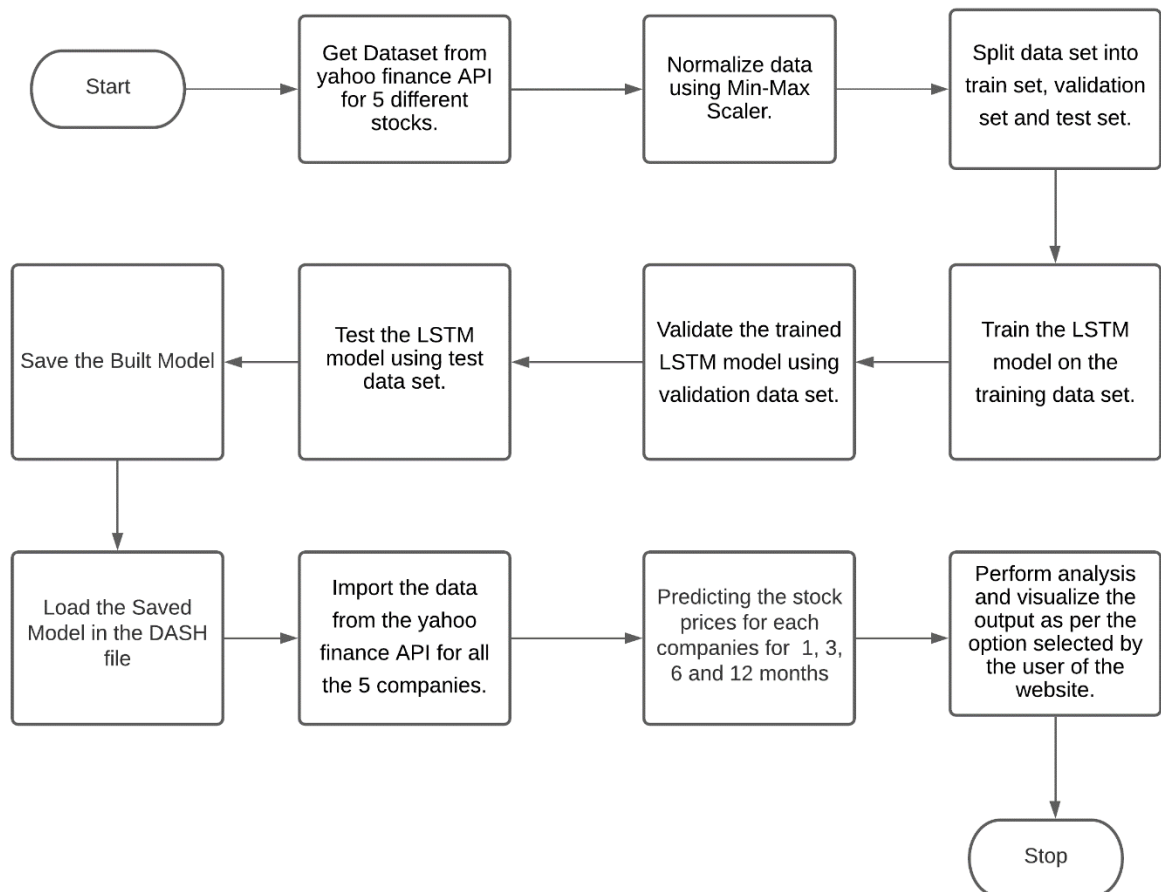 Start
Get Dataset from
yahoo finance API
for 5 different
stocks.
Normalize data
using Min-Max
Scaler.
Split data set into
train set, validation
set and test set.
Save the Built Model
Test the LSTM
model using test
data set.
Validate the trained
LSTM model using
validation data set.
Train the LSTM
model on the
training data set.
Load the Saved
Model in the DASH
file
Import the data
from the yahoo
finance API for all
the 5 companies.
Predicting the stock
prices for each
companies for 1, 3,
6 and 12 months
Perform analysis
and visualize the
output as per the
option selected by
the user of the
website.
Stop